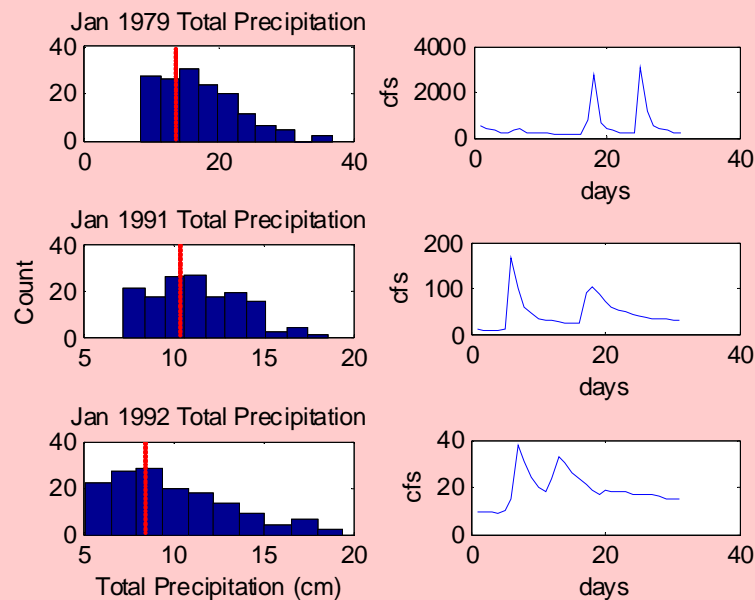 Jan 1979 Total Precipitation
40
20
0
0 20 40
cfs
4000
2000
0
0 20 40
days
Jan 1991 Total Precipitation
Count
40
20
0
5 10 15 20
cfs
200
100
0
0 20 40
days
Jan 1992 Total Precipitation
40
20
0
5 10 15 20
Total Precipitation (cm)
cfs
40
20
0
0 20 40
days